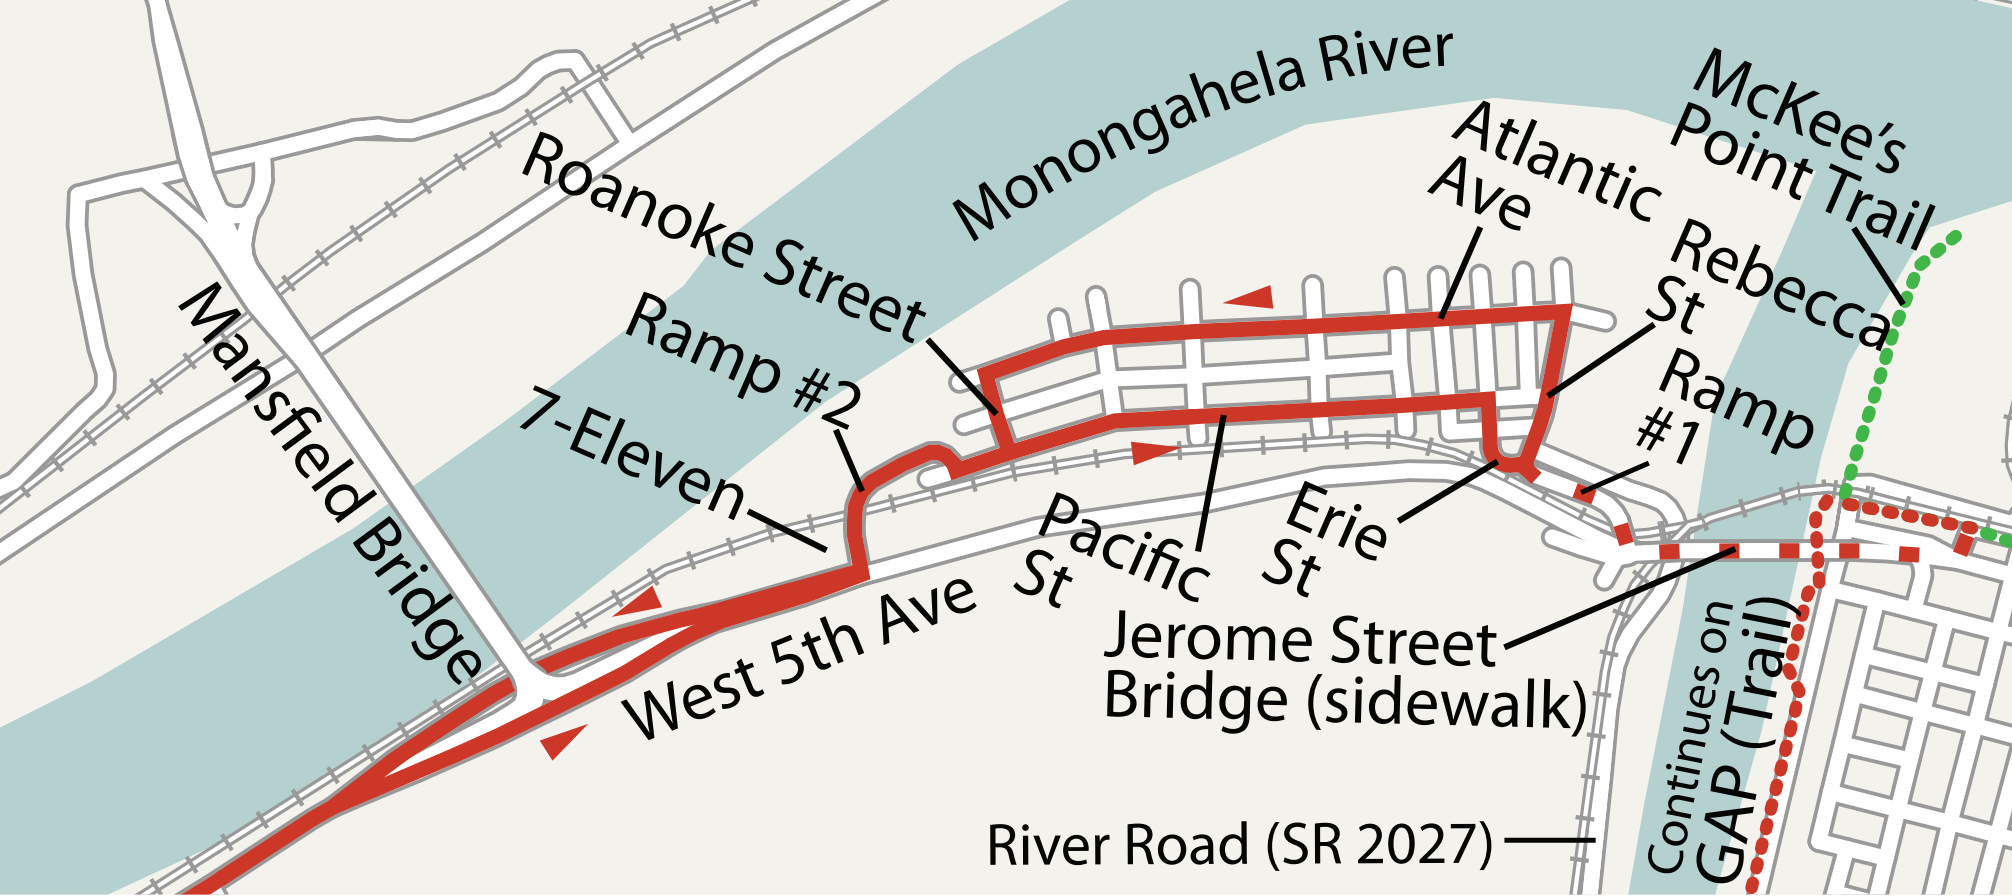 Monongahela River
McKee's
Point Trail
Atlantic
Ave
Rebecca
St
Roanoke Street
Ramp #2
7-Eleven
Ramp
#1
Mansfield Bridge
Pacific
St
Erie
St
West 5th Ave
Jerome Street
Bridge (sidewalk)
Continues on
GAP (Trail)
River Road (SR 2027)